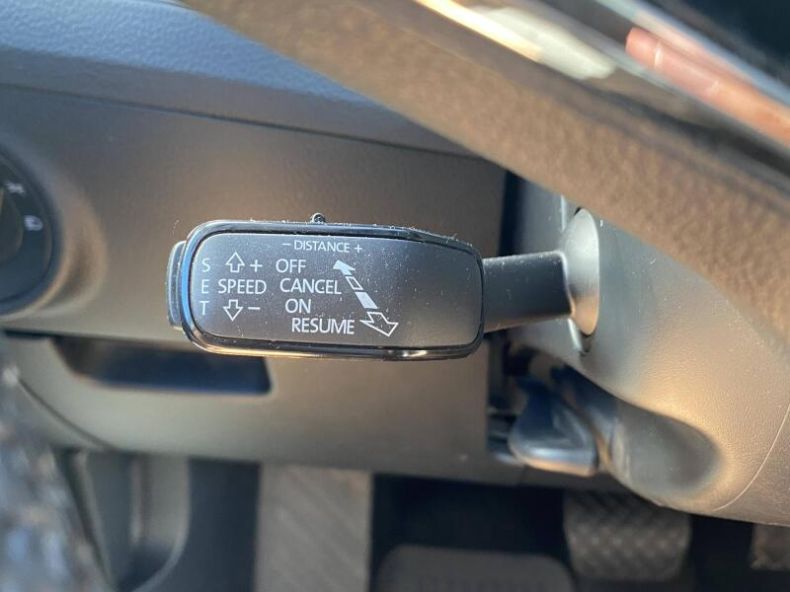 − DISTANCE +
S + OFF
E SPEED CANCEL
T − ON
RESUME